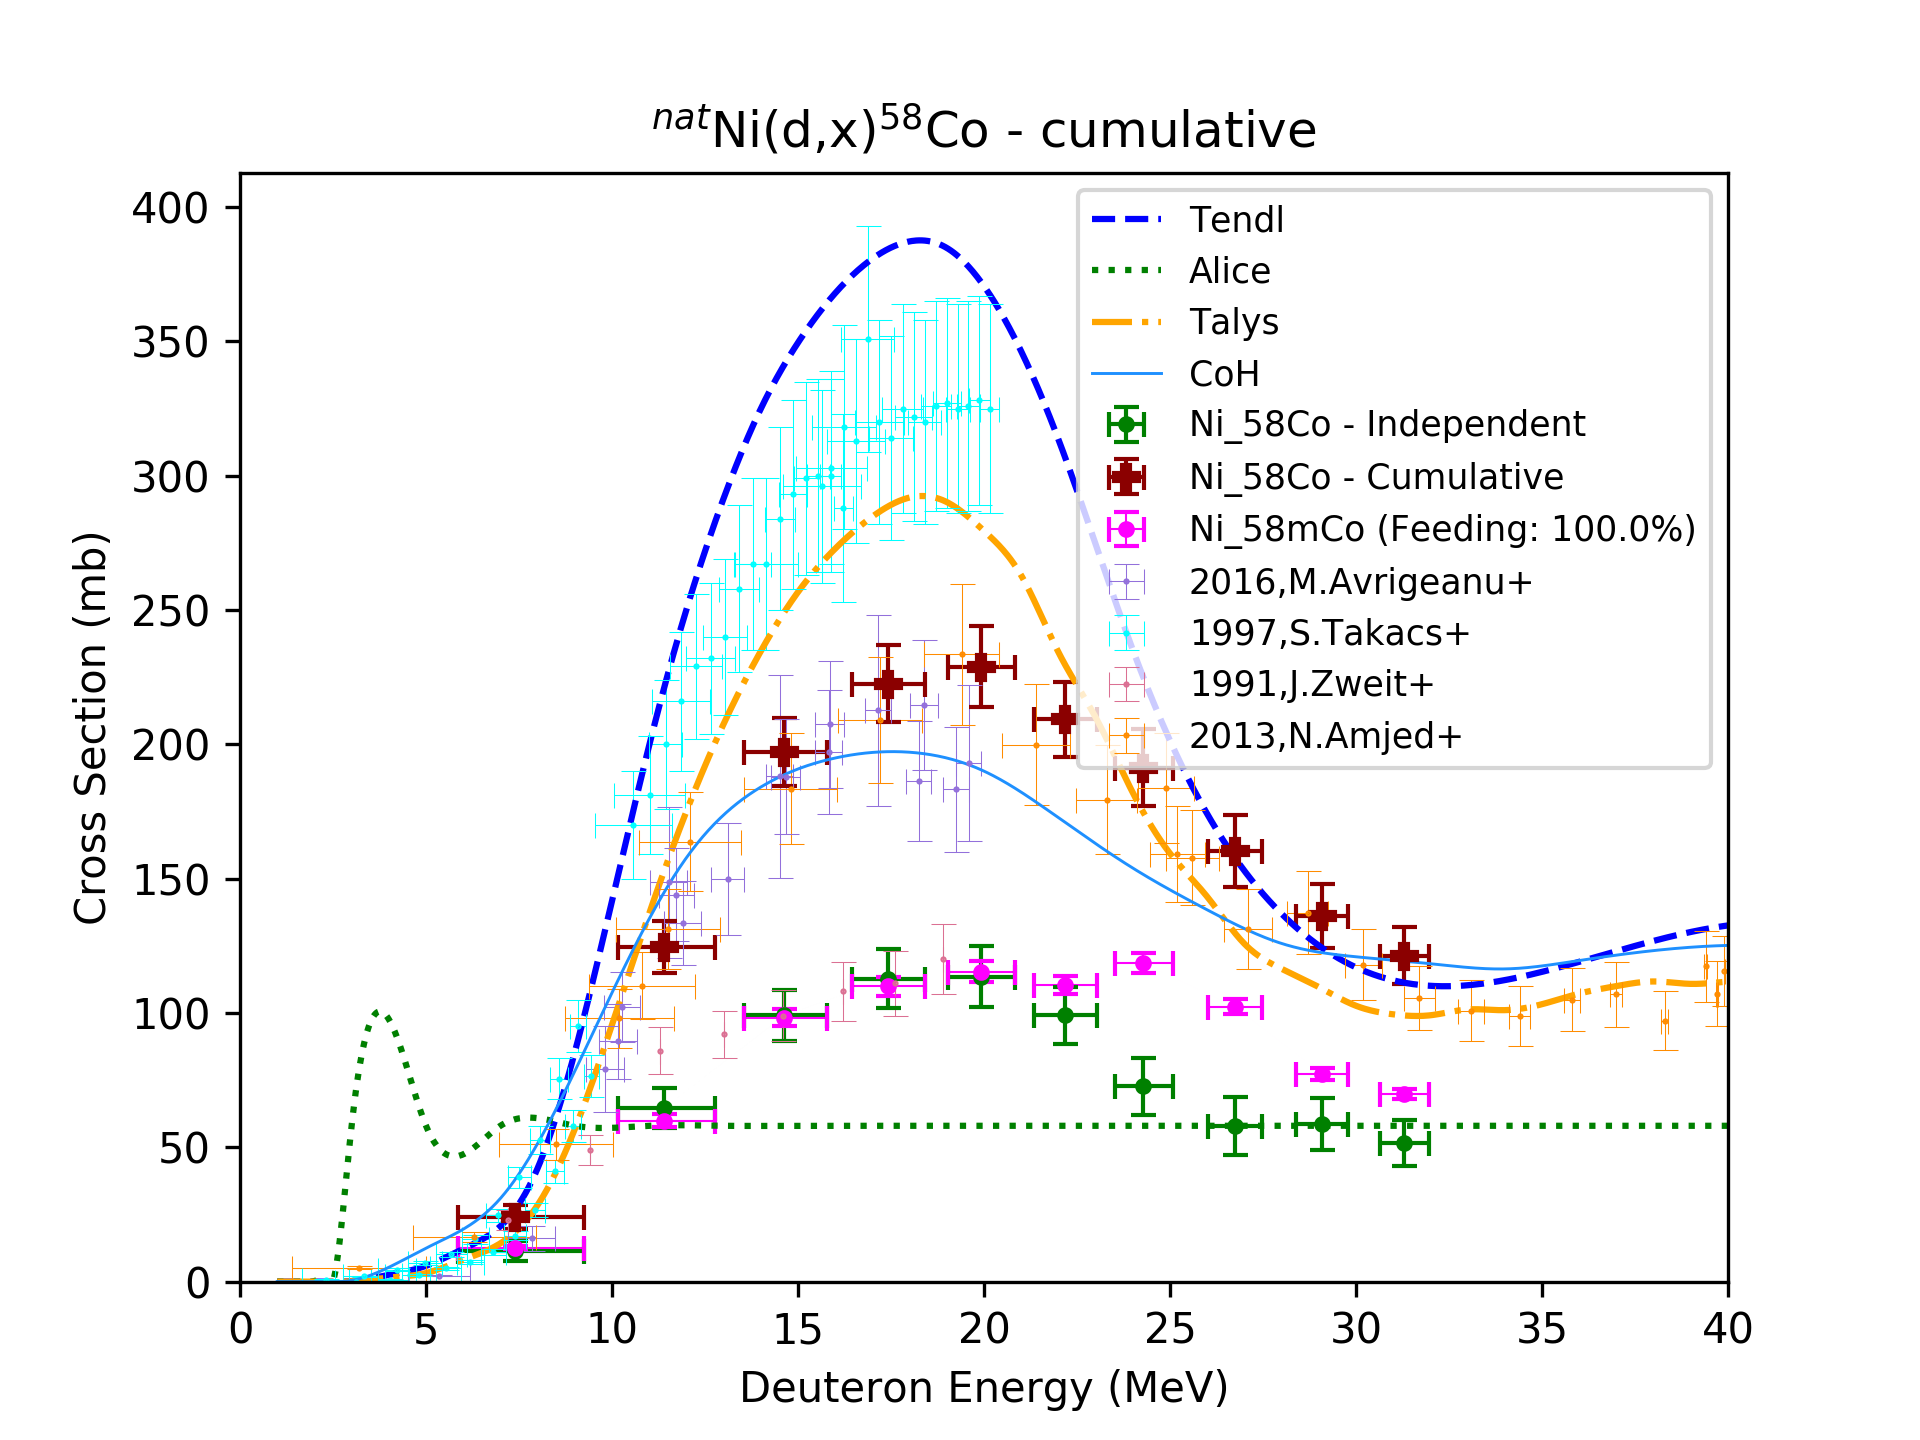 natNi(d,x)58Co - cumulative
Cross Section (mb)
400
350
300
250
200
150
100
50
0
0 5 10 15 20 25 30 35 40
Deuteron Energy (MeV)
Tendl
Alice
Talys
CoH
Ni_58Co - Independent
Ni_58Co - Cumulative
Ni_58mCo (Feeding: 100.0%)
2016,M.Avrigeanu+
1997,S.Takacs+
1991,J.Zweit+
2013,N.Amjed+